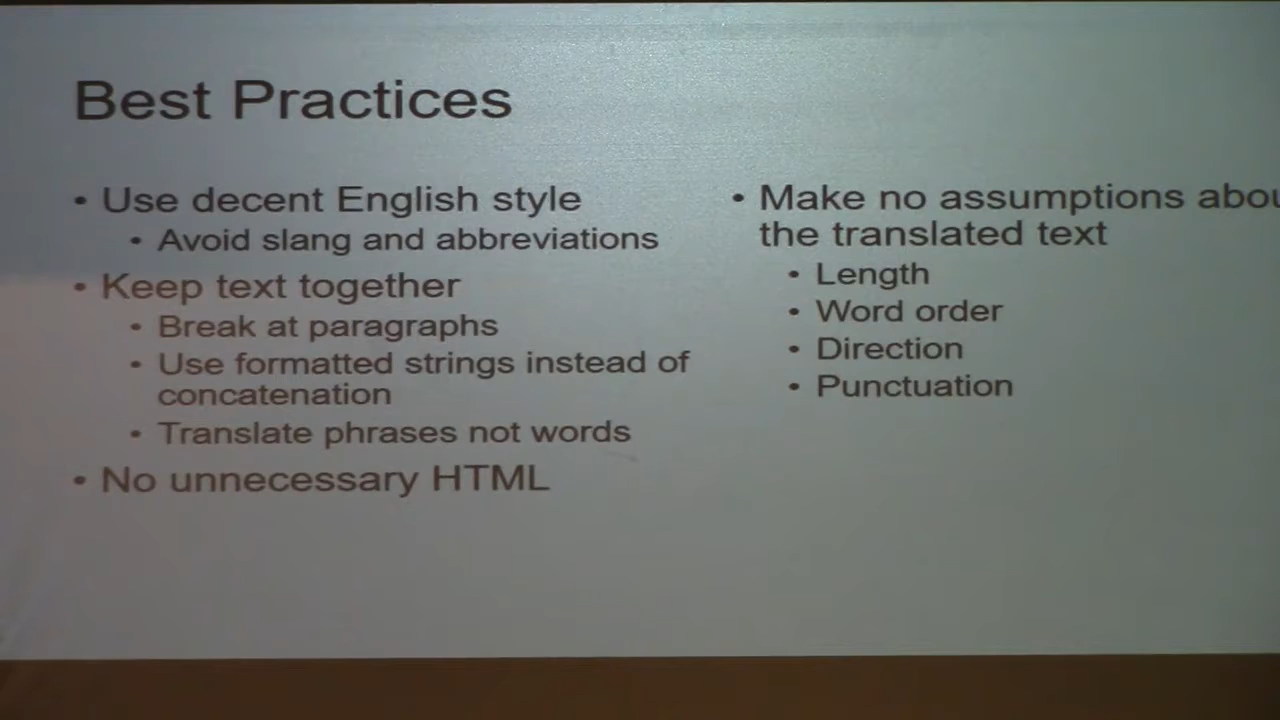 Best Practices
• Use decent English style
• Avoid slang and abbreviations
• Keep text together
• Break at paragraphs
• Use formatted strings instead of
concatenation
• Translate phrases not words
• No unnecessary HTML
• Make no assumptions
the translated text
• Length
• Word order
• Direction
• Punctuation